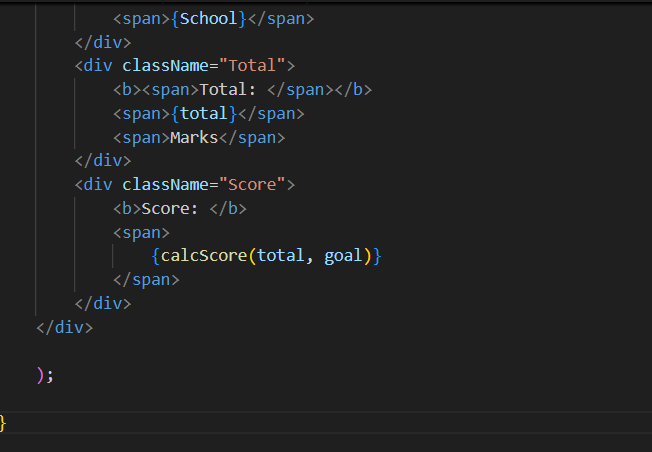 <span>{School}</span>
</div>
<div className="Total">
<b><span>Total: </span></b>
<span>{total}</span>
<span>Marks</span>
</div>
<div className="Score">
<b>Score: </b>
<span>
{calcScore(total, goal)}
</span>
</div>
</div>
);
}